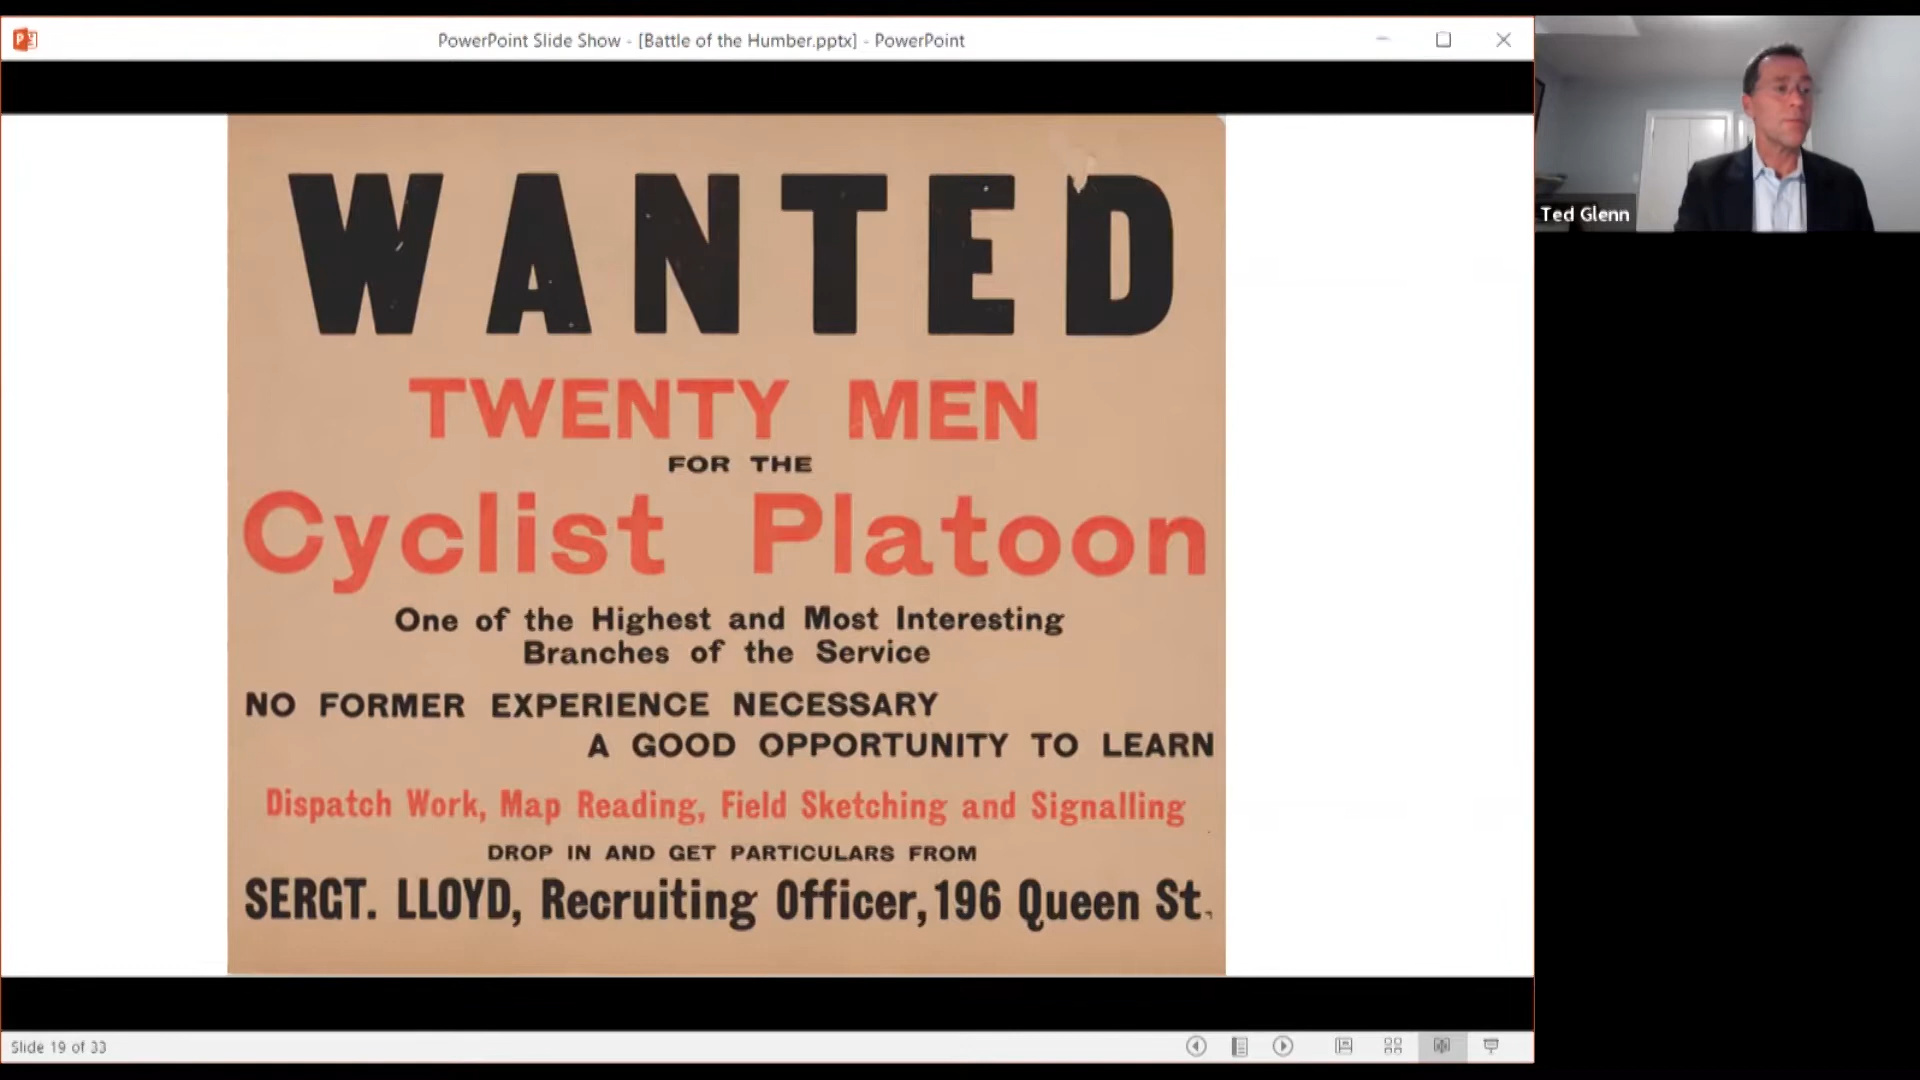 PowerPoint Slide Show - [Battle of the Humber.pptx] - PowerPoint
WANTED
TWENTY MEN
FOR THE
Cyclist Platoon
One of the Highest and Most Interesting
Branches of the Service
NO FORMER EXPERIENCE NECESSARY
A GOOD OPPORTUNITY TO LEARN
Dispatch Work, Map Reading, Field Sketching and Signalling
DROP IN AND GET PARTICULARS FROM
SERGT. LLOYD, Recruiting Officer, 196 Queen St.
Slide 19 of 33
Ted Glenn